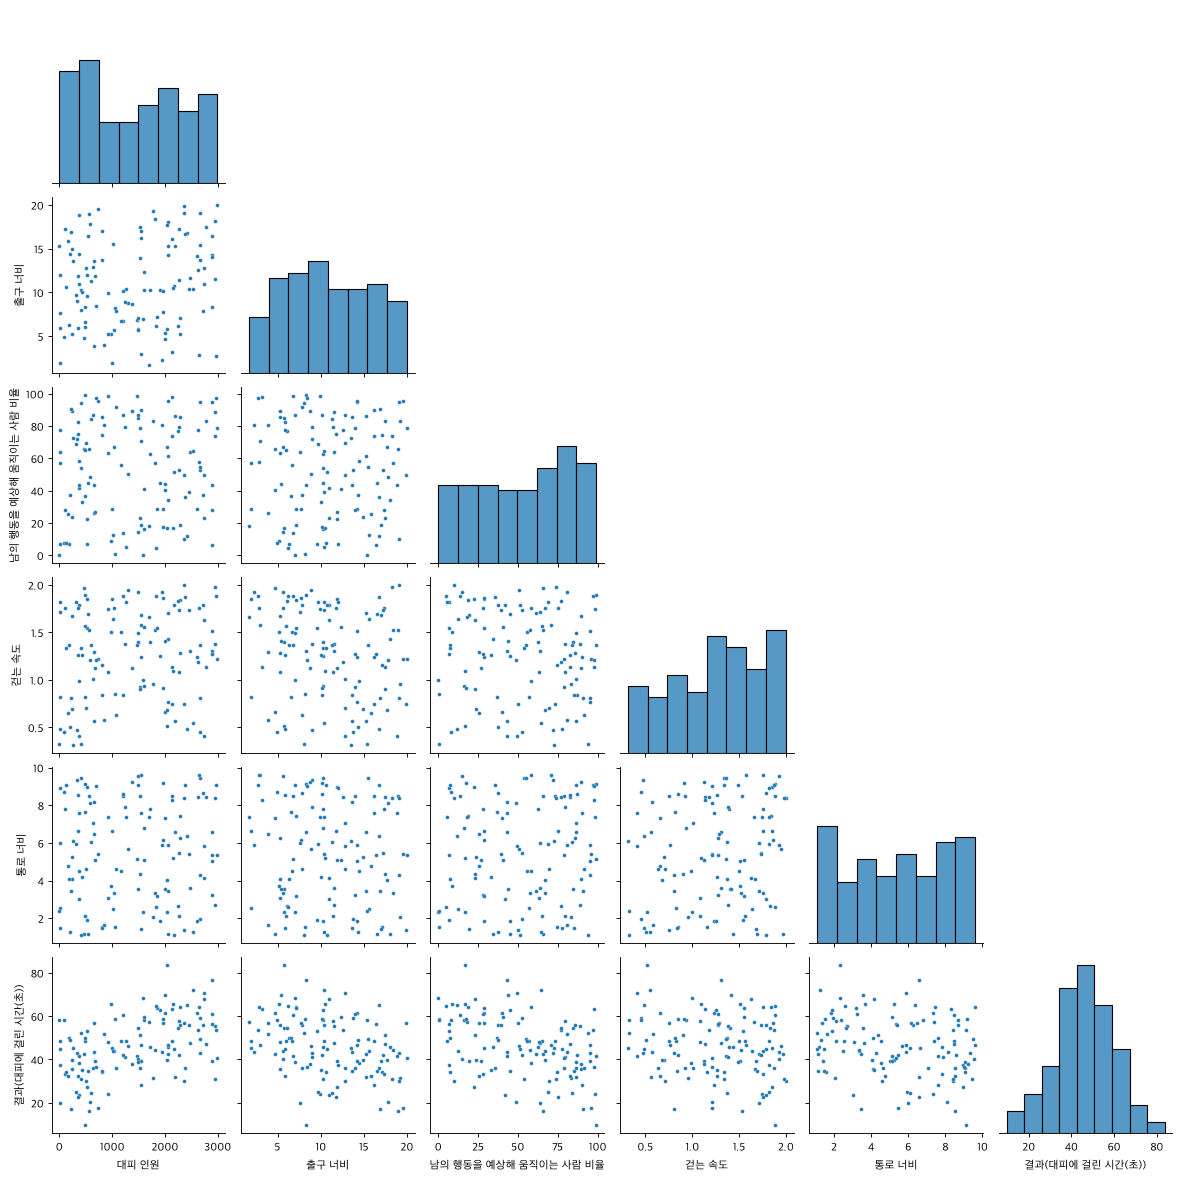 20
15
10
5
출구 너비
100
80
60
40
20
0
남의 행동을 예상해 움직이는 사람 비율
2.0
1.5
1.0
0.5
걷는 속도
10
8
6
4
2
통로 너비
80
60
40
20
결과(대피에 걸린 시간(초))
0 1000 2000 3000
대피 인원
5 10 15 20
출구 너비
0 25 50 75 100
남의 행동을 예상해 움직이는 사람 비율
0.5 1.0 1.5 2.0
걷는 속도
2 4 6 8 10
통로 너비
20 40 60 80
결과(대피에 걸린 시간(초))